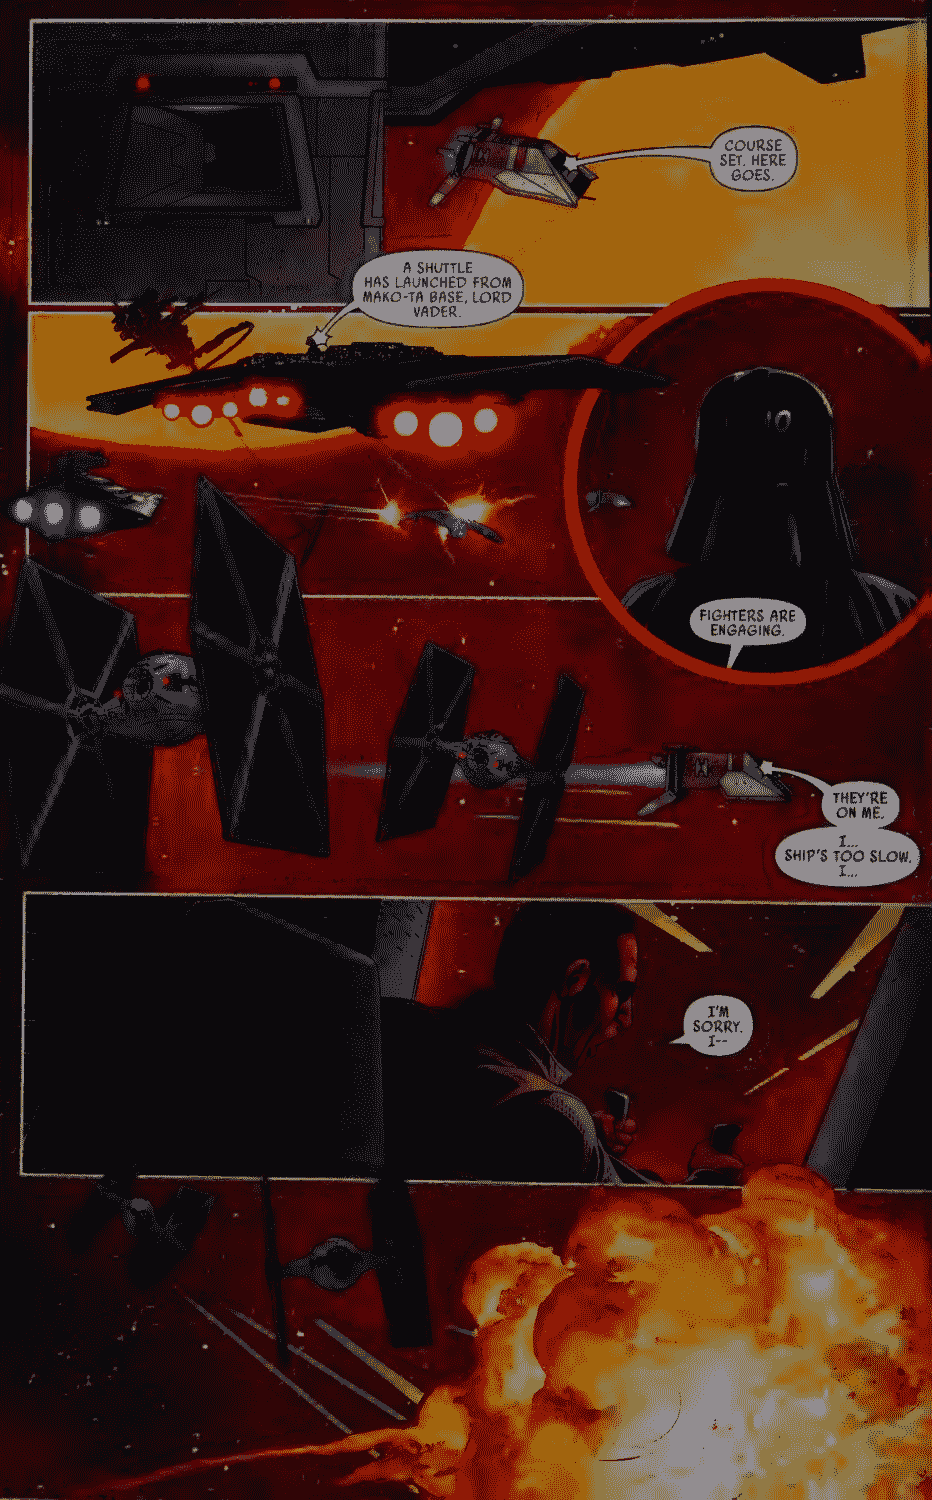 COURSE
SET. HERE
GOES.
A SHUTTLE
HAS LAUNCHED FROM
MAKO-TA BASE, LORD
VADER.
FIGHTERS ARE
ENGAGING.
THEY'RE
ON ME.
I...
SHIP'S TOO SLOW.
I...
I'M
SORRY.
I--